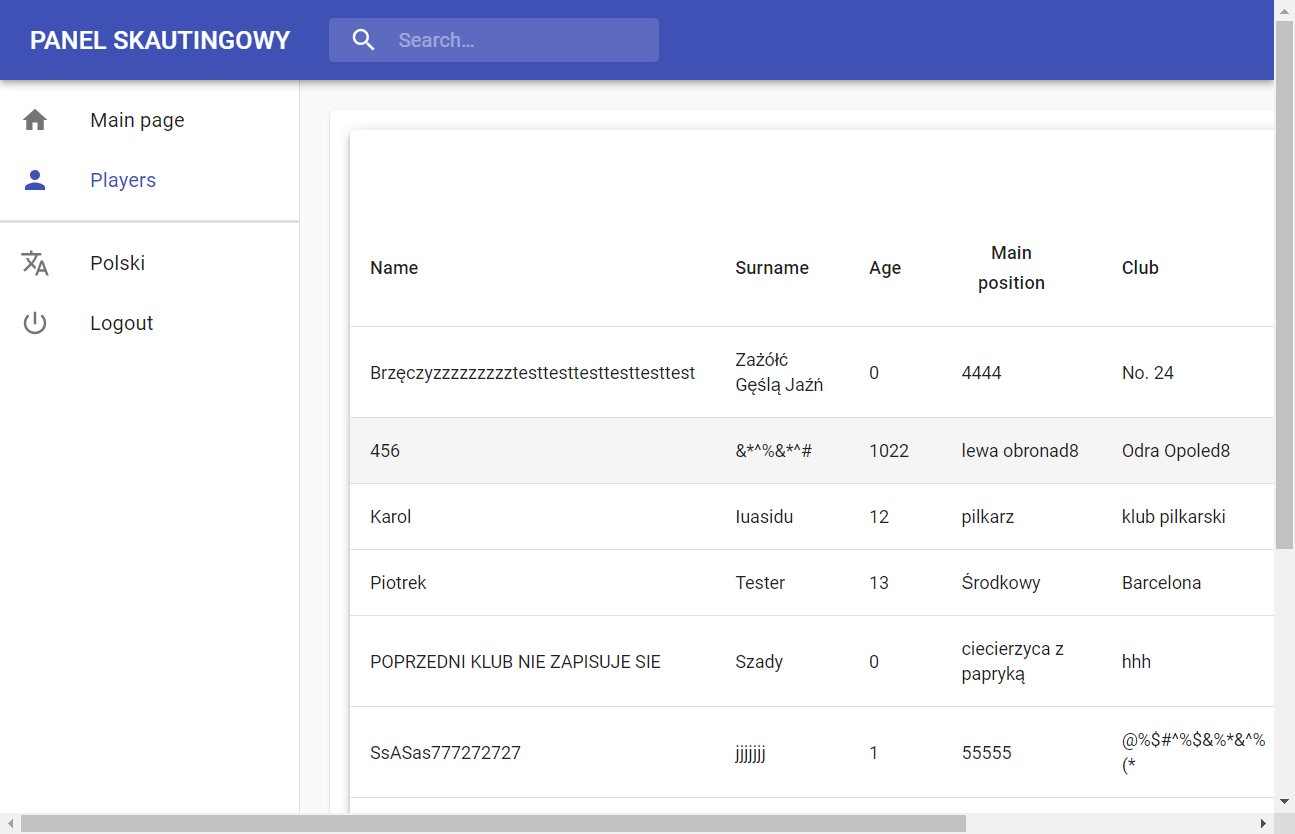 PANEL SKAUTINGOWY
Search…
Main page
Players
Polski
Logout
Name Surname Age Main position Club
Brzęczyzzzzzzzzztesttesttesttesttesttest Zażółć Gęślą Jaźń 0 4444 No. 24
456 &*^%&*^# 1022 lewa obronad8 Odra Opoled8
Karol Iuasidu 12 pilkarz klub pilkarski
Piotrek Tester 13 Środkowy Barcelona
POPRZEDNI KLUB NIE ZAPISUJE SIE Szady 0 ciecierzyca z papryką hhh
SsASas777272727 jjjjjjj 1 55555 @%$#^%$&%*&^%(*